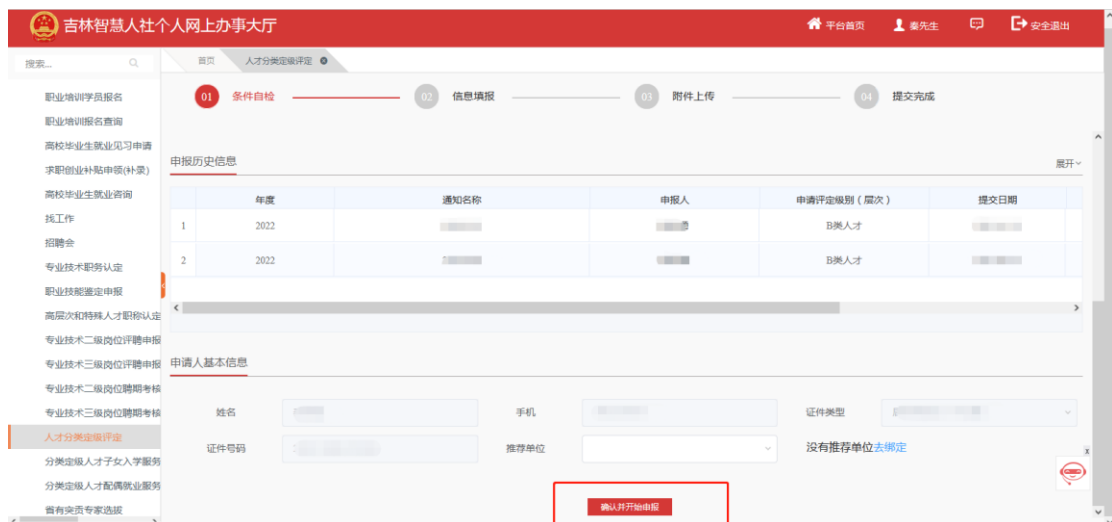 吉林智慧人社个人网上办事大厅
平台首页
秦先生
安全退出
搜索...
首页
人才分类定级评定
01 条件自检
02 信息填报
03 附件上传
04 提交完成
职业培训学员报名
职业培训报名查询
高校毕业生就业见习申请
求职创业补贴申领(补录)
高校毕业生就业咨询
找工作
招聘会
专业技术职务认定
职业技能鉴定申报
高层次和特殊人才职称认定
专业技术二级岗位评聘申报
专业技术三级岗位评聘申报
专业技术二级岗位聘期考核
专业技术三级岗位聘期考核
人才分类定级评定
分类定级人才子女入学服务
分类定级人才配偶就业服务
省有突贡专家选拔
申报历史信息
展开
年度 通知名称 申报人 申请评定级别（层次） 提交日期
1 2022 B类人才
2 2022 B类人才
申请人基本信息
姓名 手机 证件类型
证件号码 推荐单位 没有推荐单位去绑定
x
确认并开始申报